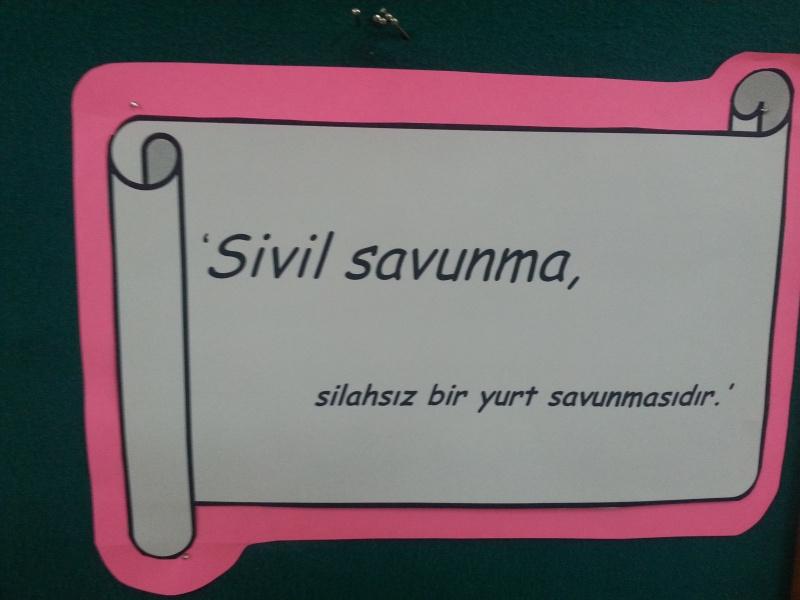 ‘Sivil savunma,
silahsız bir yurt savunmasıdır.’